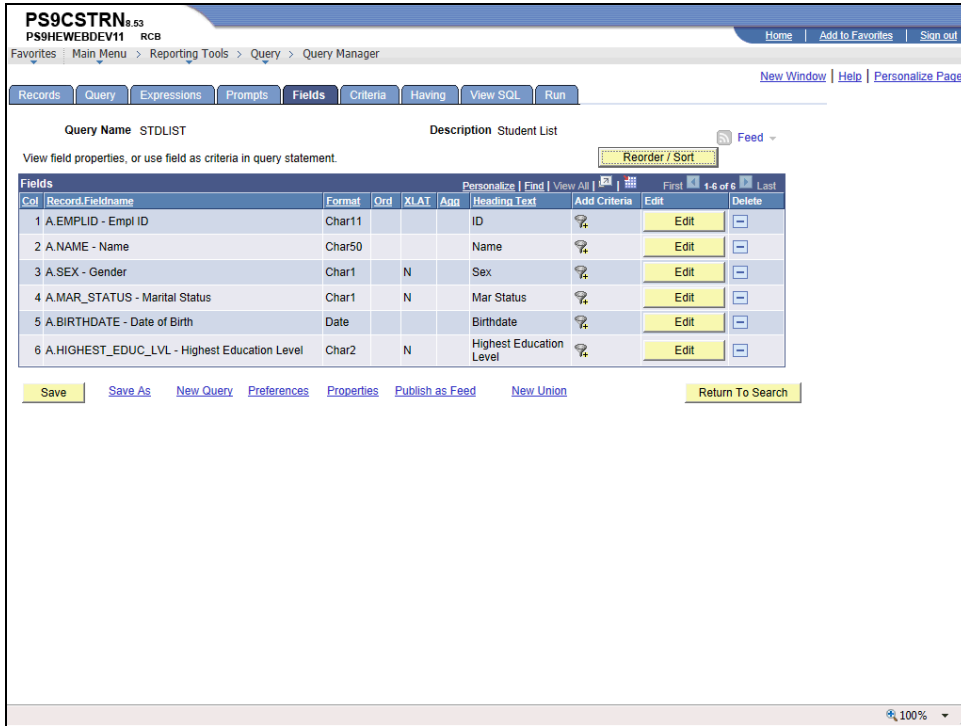 PS9CSTRN8.53
PS9HEWEBDEV11 RCB
Home | Add to Favorites | Sign out
Favorites Main Menu > Reporting Tools > Query > Query Manager
New Window | Help | Personalize Page
Records Query Expressions Prompts Fields Criteria Having View SQL Run
Query Name STDLIST Description Student List
Feed
View field properties, or use field as criteria in query statement. Reorder / Sort
Fields Personalize | Find | View All | | First 1-6 of 6 Last
Col Record.Fieldname Format Ord XLAT Agg Heading Text Add Criteria Edit Delete
1 A.EMPLID - Empl ID Char11 ID Edit
2 A.NAME - Name Char50 Name Edit
3 A.SEX - Gender Char1 N Sex Edit
4 A.MAR_STATUS - Marital Status Char1 N Mar Status Edit
5 A.BIRTHDATE - Date of Birth Date Birthdate Edit
6 A.HIGHEST_EDUC_LVL - Highest Education Level Char2 N Highest Education Level Edit
Save Save As New Query Preferences Properties Publish as Feed New Union Return To Search
100%